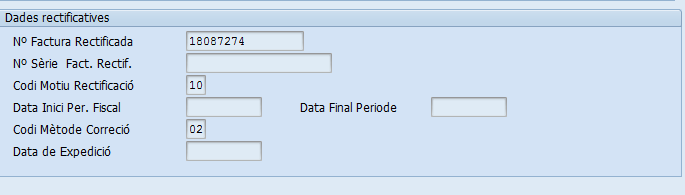 Dades rectificatives
Nº Factura Rectificada 18087274
Nº Sèrie Fact. Rectif.
Codi Motiu Rectificació 10
Data Inici Per. Fiscal Data Final Periode
Codi Mètode Correció 02
Data de Expedició